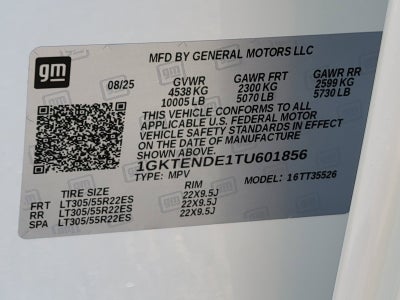 gm
MFD BY GENERAL MOTORS LLC
08/25 GVWR GAWR FRT GAWR RR
4538 KG 2300 KG 2599 KG
10005 LB 5070 LB 5730 LB
THIS VEHICLE CONFORMS TO ALL
APPLICABLE U.S. FEDERAL MOTOR
VEHICLE SAFETY STANDARDS IN EFFECT
ON THE DATE OF MANUFACTURE
SHOWN ABOVE.
1GKTENDE1TU601856
TYPE: MPV MODEL: 16TT35526
TIRE SIZE RIM
FRT LT305/55R22ES 22X9.5J
RR LT305/55R22ES 22X9.5J
SPA LT305/55R22ES 22X9.5J